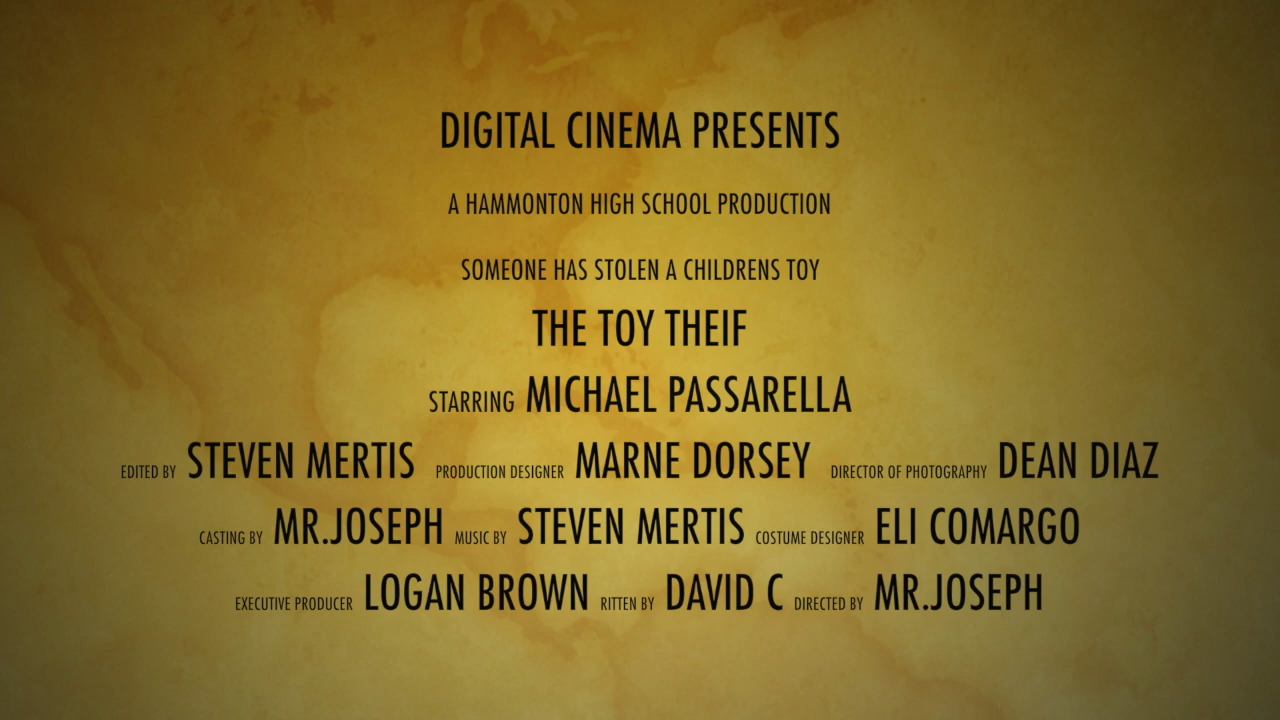 DIGITAL CINEMA PRESENTS
A HAMMONTON HIGH SCHOOL PRODUCTION
SOMEONE HAS STOLEN A CHILDRENS TOY
THE TOY THEIF
STARRING MICHAEL PASSARELLA
EDITED BY STEVEN MERTIS PRODUCTION DESIGNER MARNE DORSEY DIRECTOR OF PHOTOGRAPHY DEAN DIAZ
CASTING BY MR.JOSEPH MUSIC BY STEVEN MERTIS COSTUME DESIGNER ELI COMARGO
EXECUTIVE PRODUCER LOGAN BROWN RITTEN BY DAVID C DIRECTED BY MR.JOSEPH